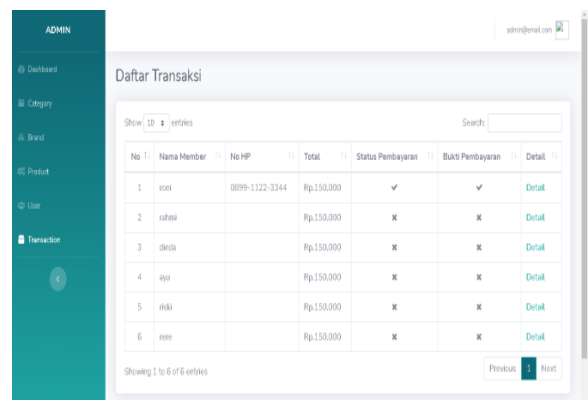 ADMIN
admin@email.com
Dashboard
Category
Brand
Product
User
Transaction
Daftar Transaksi
Show 10 entries
Search:
No Nama Member No HP Total Status Pembayaran Bukti Pembayaran Detail
1 roni 0899-1122-3344 Rp.150,000 ✔ ✔ Detail
2 rahmi Rp.150,000 ✖ ✖ Detail
3 dinda Rp.150,000 ✖ ✖ Detail
4 ayu Rp.150,000 ✖ ✖ Detail
5 riski Rp.150,000 ✖ ✖ Detail
6 rere Rp.150,000 ✖ ✖ Detail
Showing 1 to 6 of 6 entries
Previous 1 Next